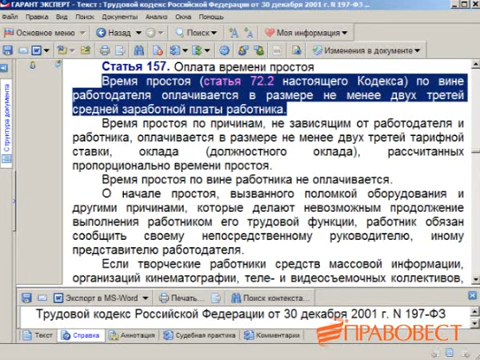 ГАРАНТ ЭКСПЕРТ - Текст : Трудовой кодекс Российской Федерации от 30 декабря 2001 г. N 197-ФЗ ...
Файл Правка Вид Поиск Документы Анализ Окна Помощь
Основное меню Назад Поиск Моя информация
Изменения в документе
Структура документа
Статья 157. Оплата времени простоя
Время простоя (статья 72.2 настоящего Кодекса) по вине
работодателя оплачивается в размере не менее двух третей
средней заработной платы работника.
Время простоя по причинам, не зависящим от работодателя и
работника, оплачивается в размере не менее двух третей тарифной
ставки, оклада (должностного оклада), рассчитанных
пропорционально времени простоя.
Время простоя по вине работника не оплачивается.
О начале простоя, вызванного поломкой оборудования и
другими причинами, которые делают невозможным продолжение
выполнения работником его трудовой функции, работник обязан
сообщить своему непосредственному руководителю, иному
представителю работодателя.
Если творческие работники средств массовой информации,
организаций кинематографии, теле- и видеосъемочных коллективов,
Экспорт в MS-Word Печать... Поиск контекста...
Трудовой кодекс Российской Федерации от 30 декабря 2001 г. N 197-ФЗ
ПРАВОВЕСТ
Текст Справка Аннотация Судебная практика Комментарии